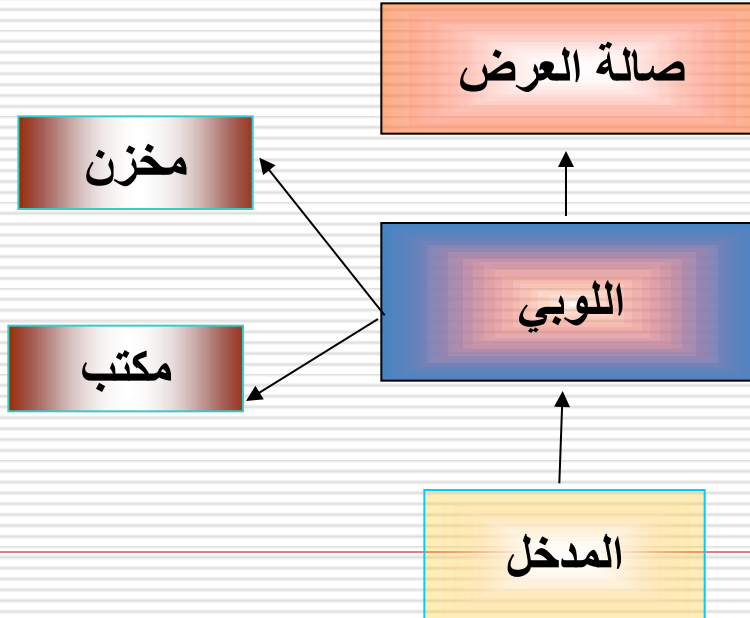 صالة العرض
مخزن
اللوبي
مكتب
المدخل